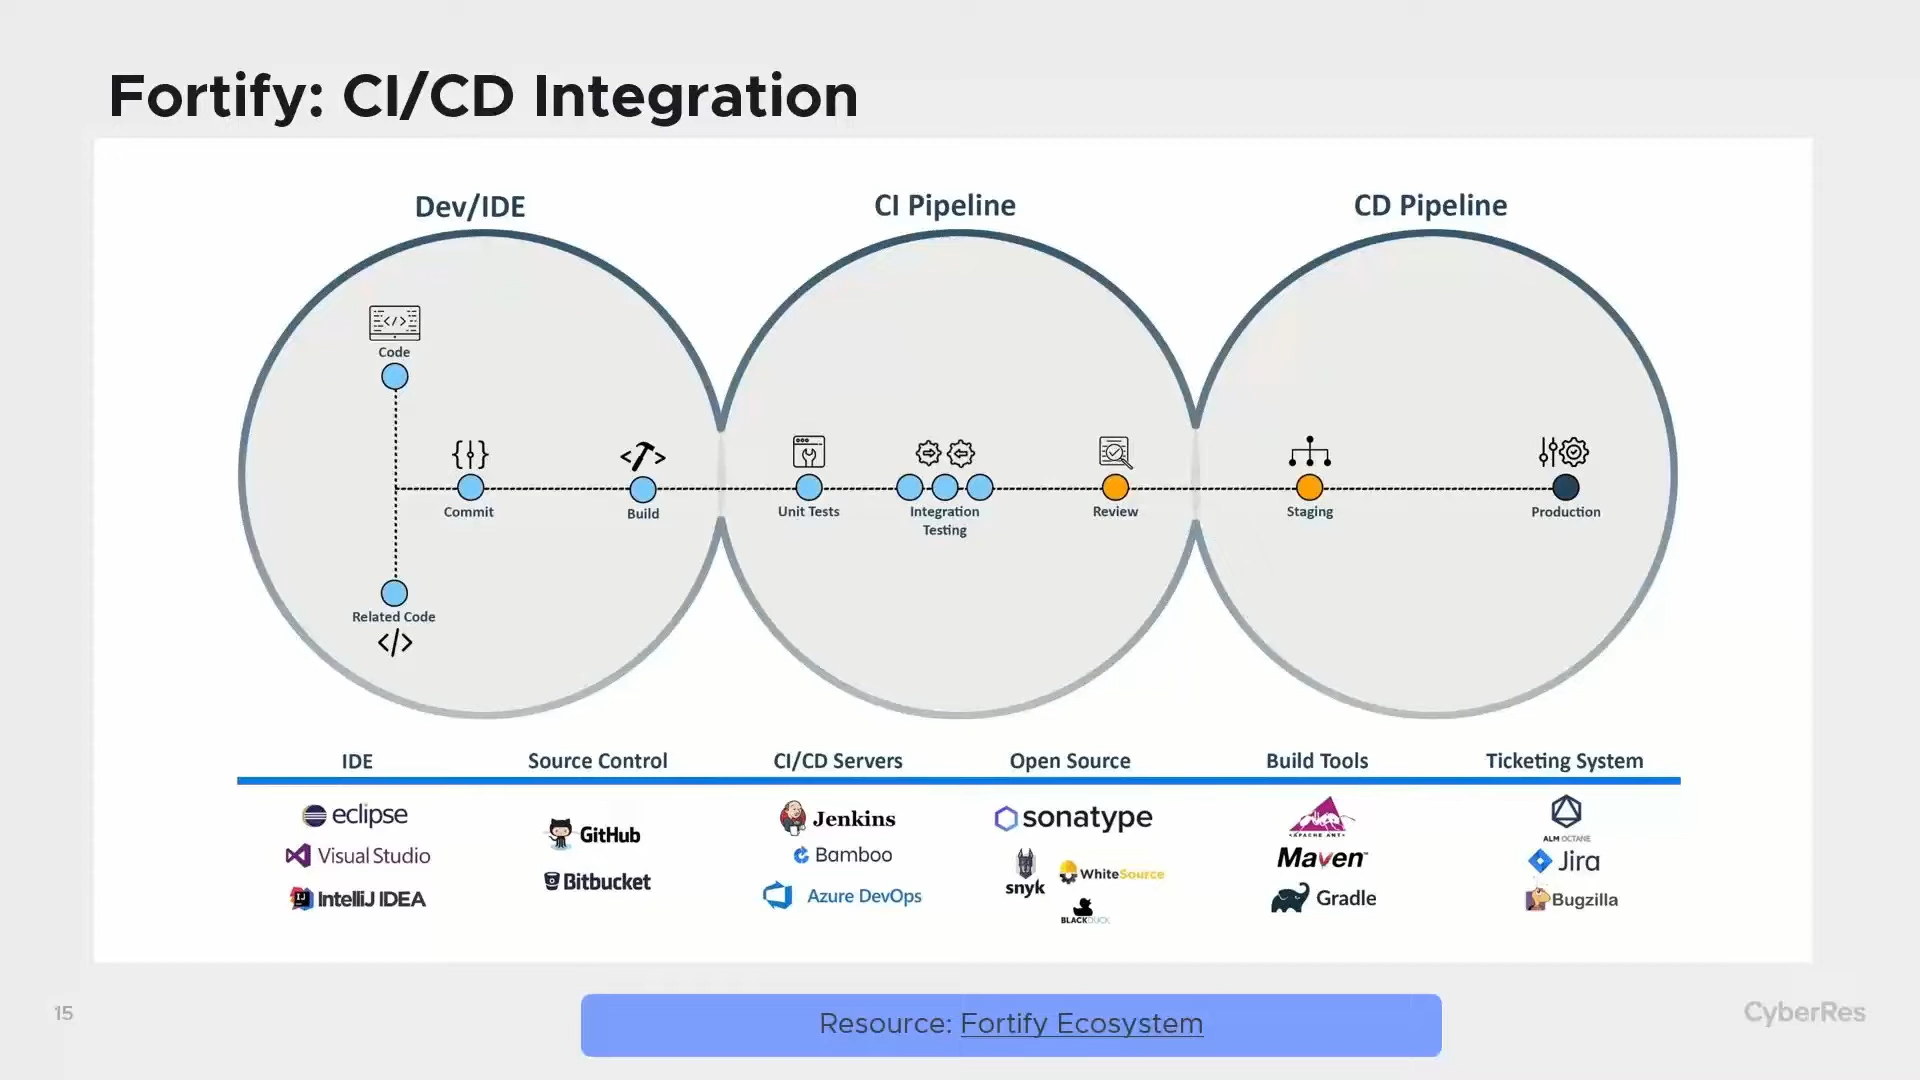 Fortify: CI/CD Integration
Dev/IDE
CI Pipeline
CD Pipeline
Code
Commit
Build
Unit Tests
Integration
Testing
Review
Staging
Production
Related Code
IDE
Source Control
CI/CD Servers
Open Source
Build Tools
Ticketing System
eclipse
Visual Studio
IntelliJ IDEA
GitHub
Bitbucket
Jenkins
Bamboo
Azure DevOps
sonatype
snyk
WhiteSource
BLACKDUCK
APACHE ANT
Maven
Gradle
ALM OCTANE
Jira
Bugzilla
15
Resource: Fortify Ecosystem
CyberRes